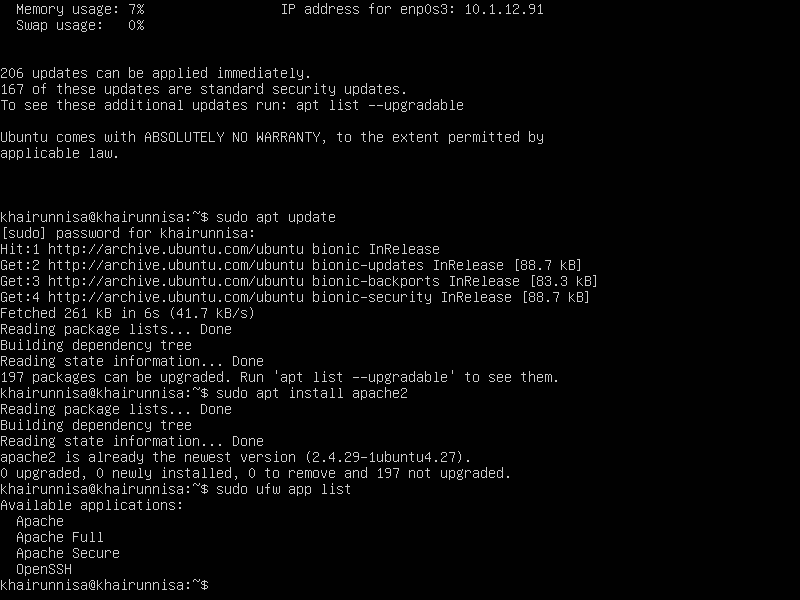 Memory usage: 7%                 IP address for enp0s3: 10.1.12.91
Swap usage:   0%
206 updates can be applied immediately.
167 of these updates are standard security updates.
To see these additional updates run: apt list --upgradable
Ubuntu comes with ABSOLUTELY NO WARRANTY, to the extent permitted by
applicable law.
khairunnisa@khairunnisa:~$ sudo apt update
[sudo] password for khairunnisa:
Hit:1 http://archive.ubuntu.com/ubuntu bionic InRelease
Get:2 http://archive.ubuntu.com/ubuntu bionic-updates InRelease [88.7 kB]
Get:3 http://archive.ubuntu.com/ubuntu bionic-backports InRelease [83.3 kB]
Get:4 http://archive.ubuntu.com/ubuntu bionic-security InRelease [88.7 kB]
Fetched 261 kB in 6s (41.7 kB/s)
Reading package lists... Done
Building dependency tree
Reading state information... Done
197 packages can be upgraded. Run 'apt list --upgradable' to see them.
khairunnisa@khairunnisa:~$ sudo apt install apache2
Reading package lists... Done
Building dependency tree
Reading state information... Done
apache2 is already the newest version (2.4.29-1ubuntu4.27).
0 upgraded, 0 newly installed, 0 to remove and 197 not upgraded.
khairunnisa@khairunnisa:~$ sudo ufw app list
Available applications:
  Apache
  Apache Full
  Apache Secure
  OpenSSH
khairunnisa@khairunnisa:~$